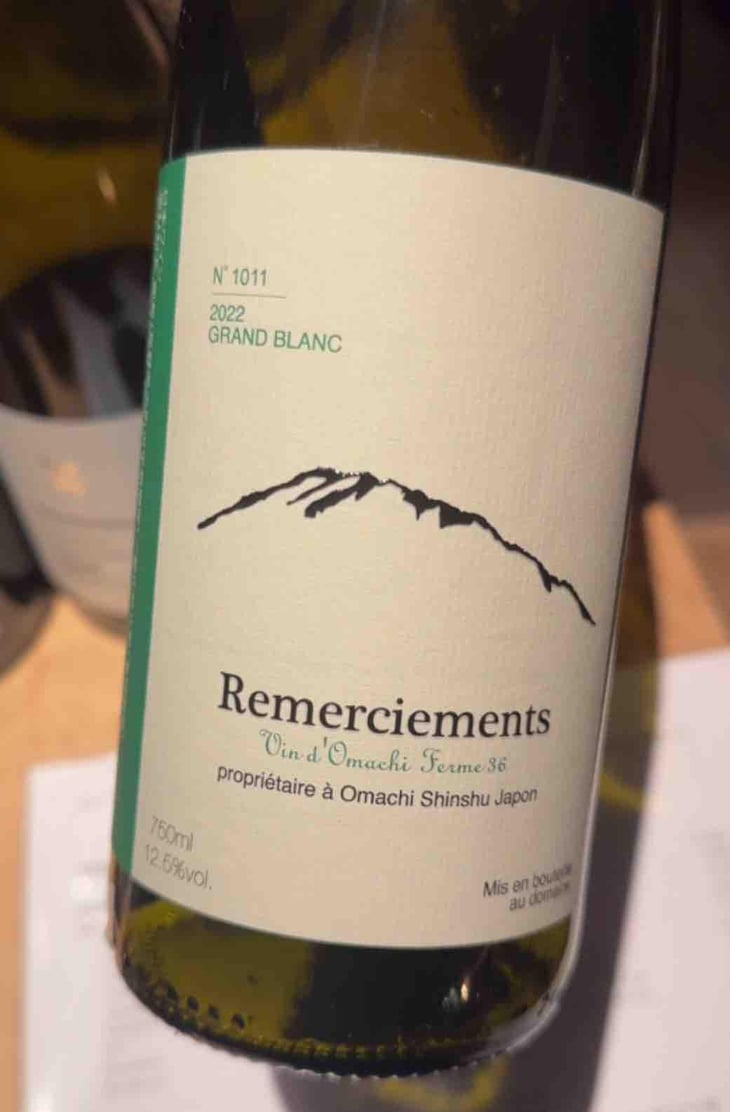 N° 1011
2022
GRAND BLANC
Remerciements
Vin d'Omachi Ferme 36
propriétaire à Omachi Shinshu Japon
750ml
12.5%vol.
Mis en bouteille
au domaine